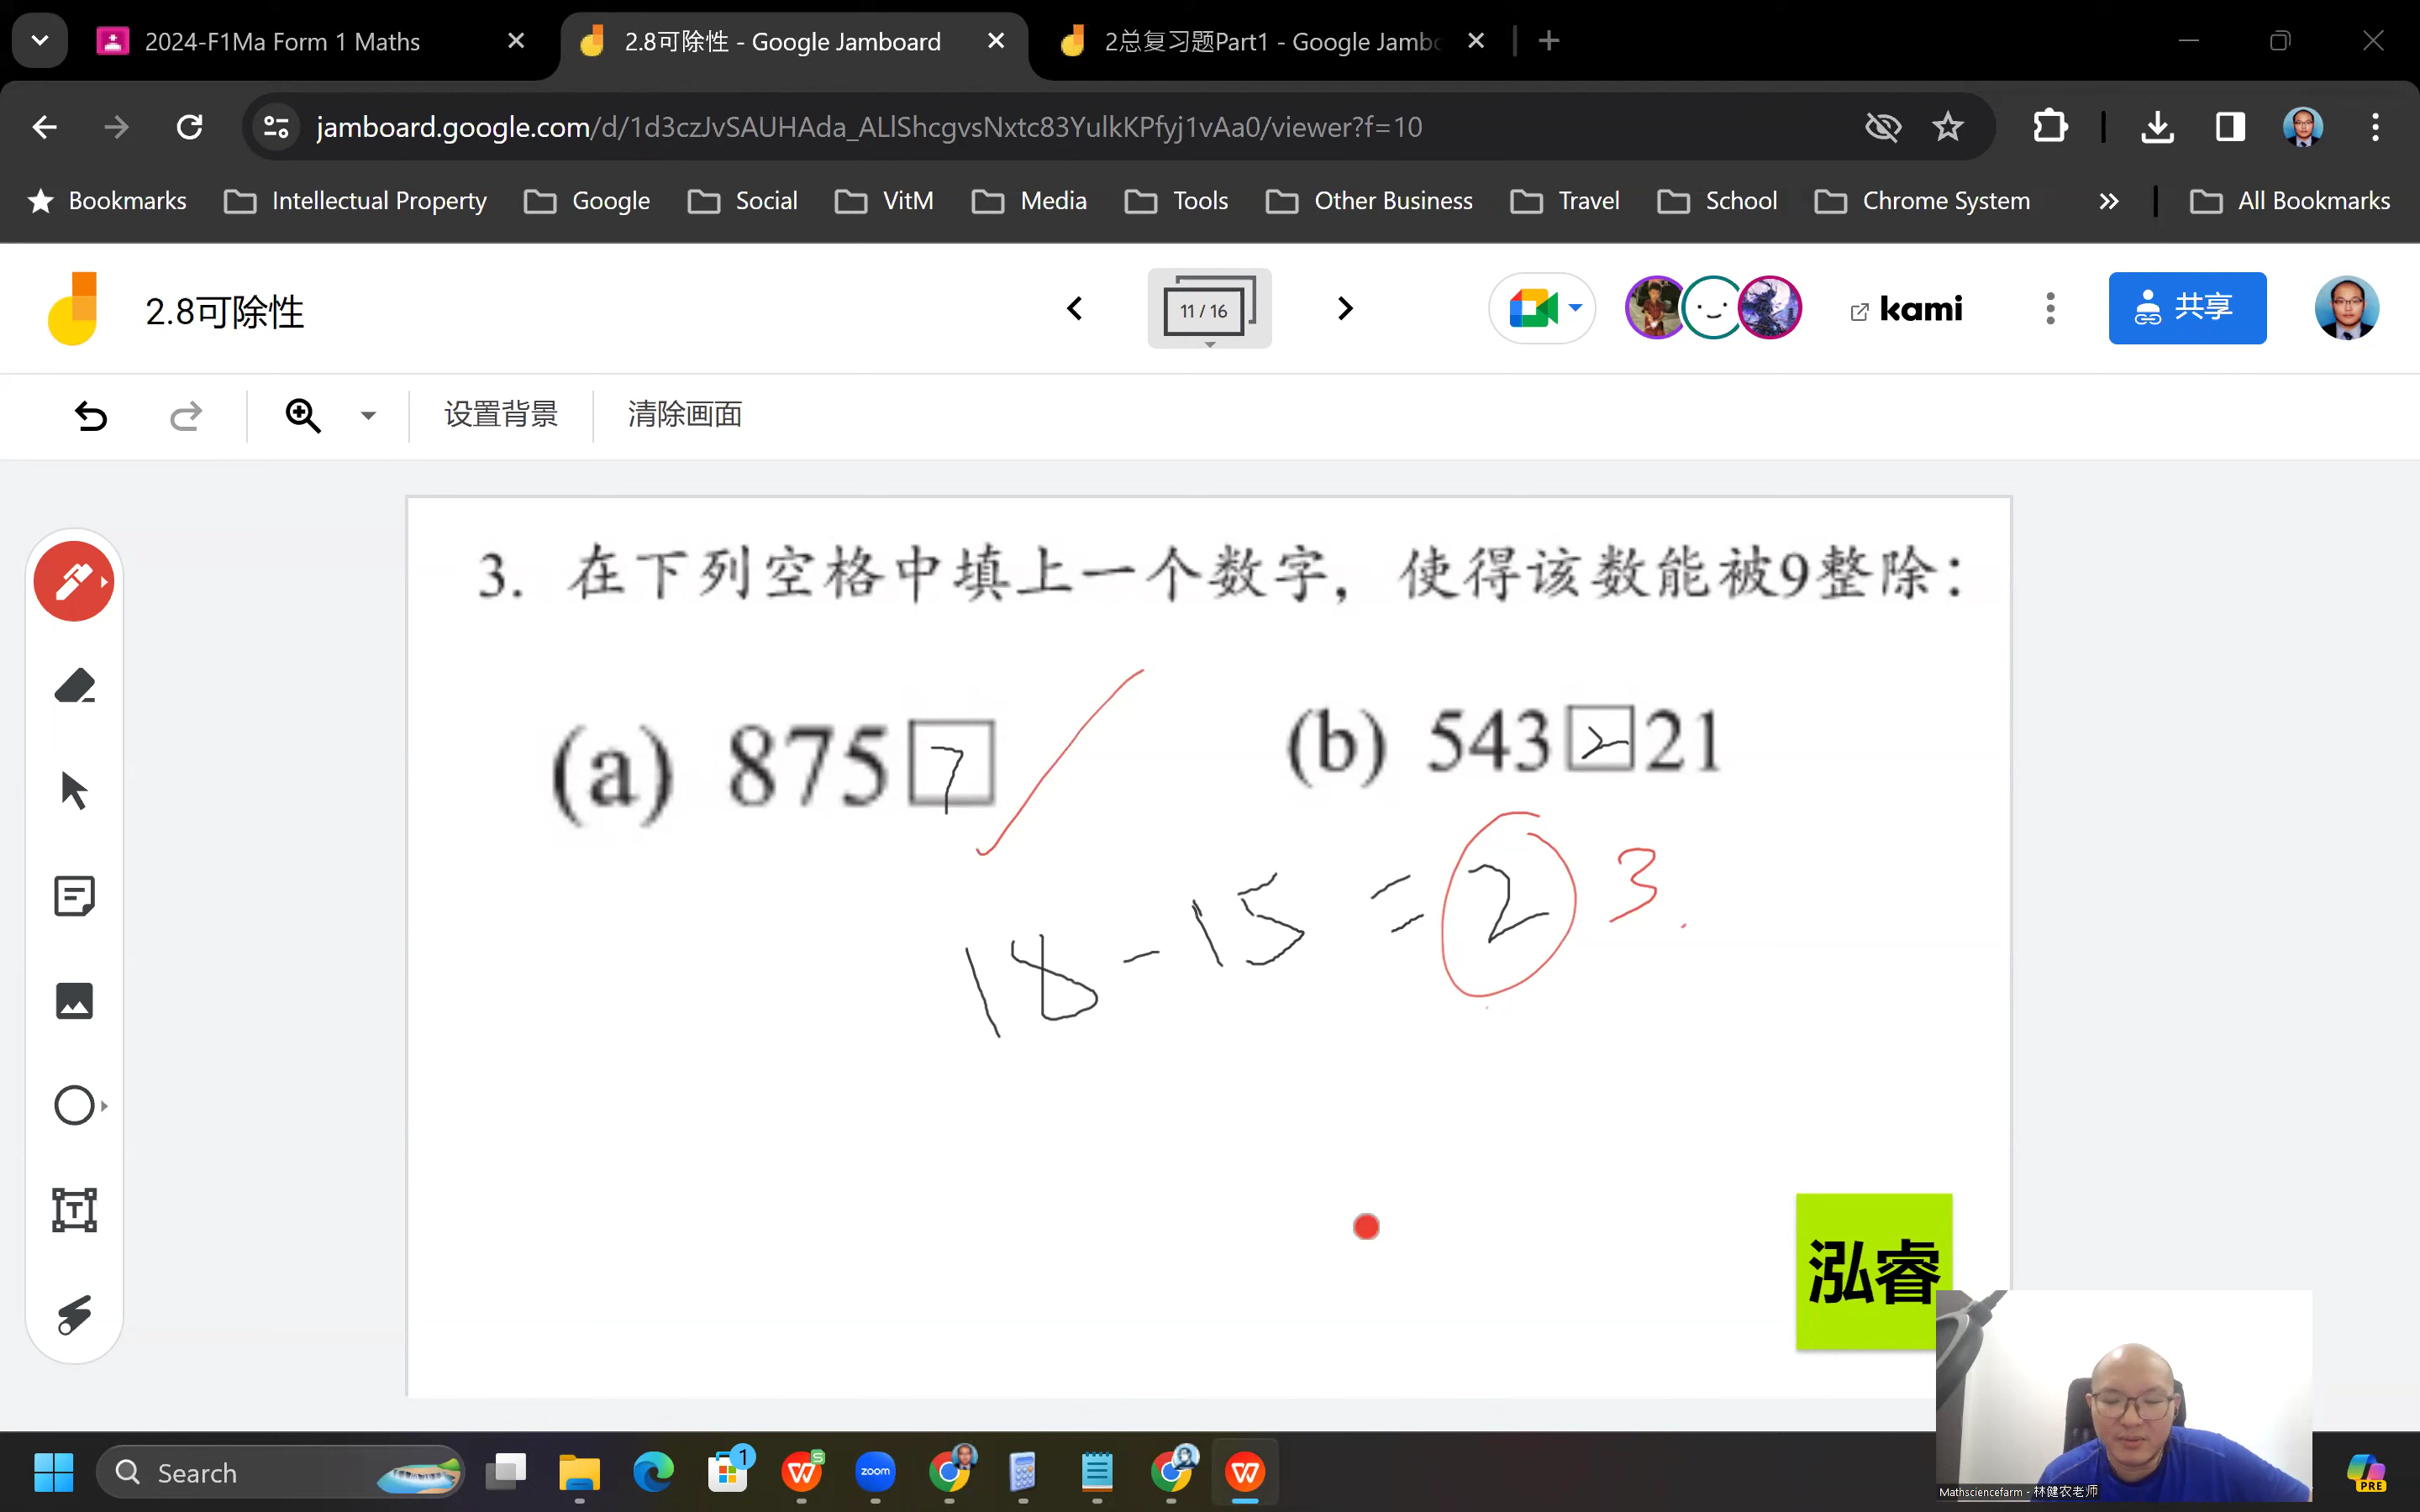 2024-F1Ma Form 1 Maths
2.8可除性 - Google Jamboard
2总复习题Part1 - Google Jamb
jamboard.google.com/d/1d3czJvSAUHAda_ALlShcgvsNxtc83YulkKPfyj1vAa0/viewer?f=10
Bookmarks Intellectual Property Google Social VitM Media Tools Other Business Travel School Chrome System » All Bookmarks
2.8可除性 11 / 16 kami 共享
设置背景 清除画面
3. 在下列空格中填上一个数字，使得该数能被9整除：
(a) 875 7 (b) 543 2 21
18 - 15 = 2 3
泓睿
Mathsciencefarm - 林健农老师
Search 1 S zoom PRE